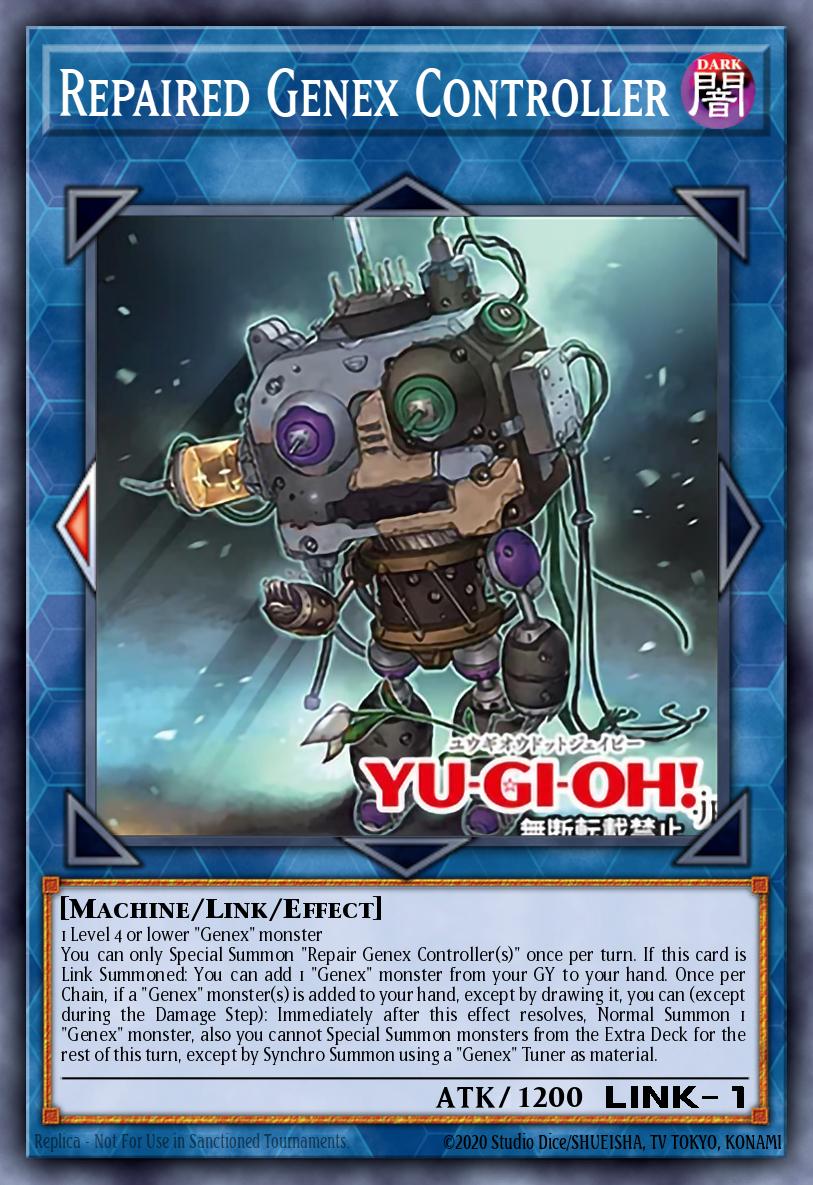 REPAIRED GENEX CONTROLLER
DARK
闇
ユウギオウドットジェイピー
YU-GI-OH!
.jp
無断転載禁止
[MACHINE/LINK/EFFECT]
1 Level 4 or lower "Genex" monster
You can only Special Summon "Repair Genex Controller(s)" once per turn. If this card is
Link Summoned: You can add 1 "Genex" monster from your GY to your hand. Once per
Chain, if a "Genex" monster(s) is added to your hand, except by drawing it, you can (except
during the Damage Step): Immediately after this effect resolves, Normal Summon 1
"Genex" monster, also you cannot Special Summon monsters from the Extra Deck for the
rest of this turn, except by Synchro Summon using a "Genex" Tuner as material.
ATK/1200 LINK-1
Replica - Not For Use in Sanctioned Tournaments.
©2020 Studio Dice/SHUEISHA, TV TOKYO, KONAMI